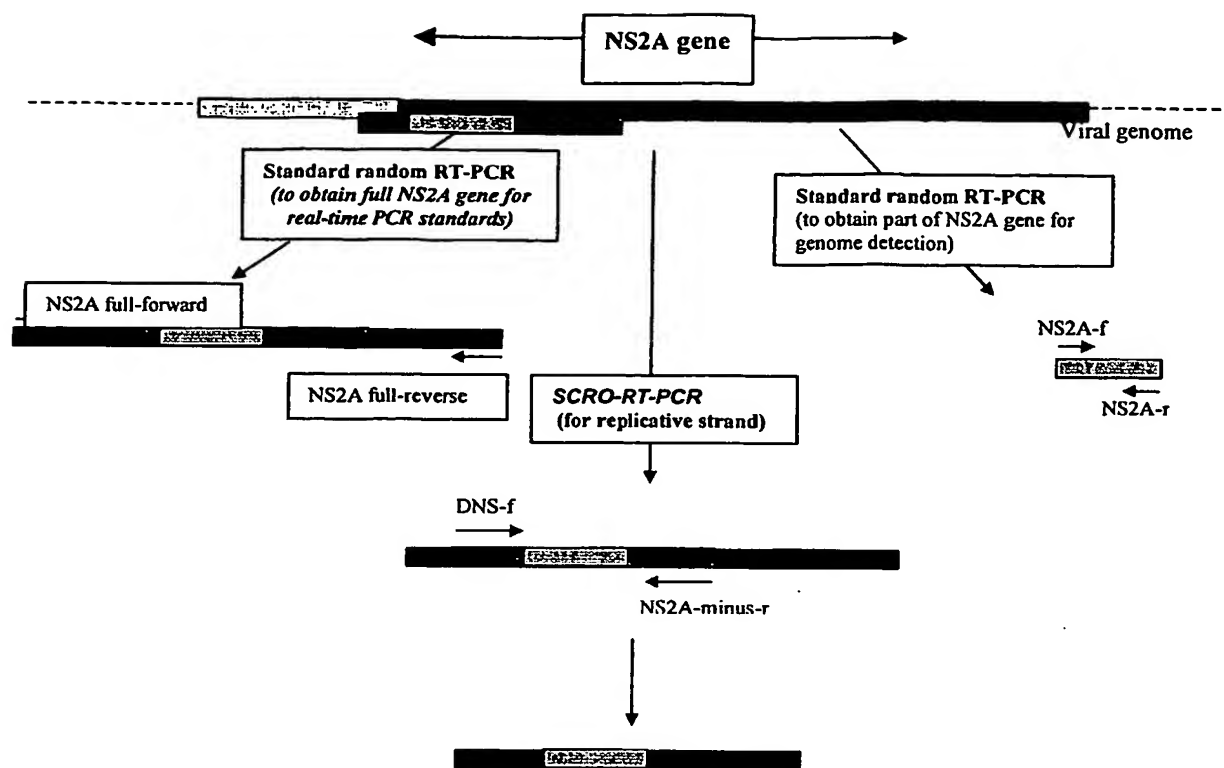 NS2A gene
Viral genome
Standard random RT-PCR
(to obtain full NS2A gene for
real-time PCR standards)
Standard random RT-PCR
(to obtain part of NS2A gene for
genome detection)
NS2A full-forward
NS2A-f
NS2A full-reverse
SCRO-RT-PCR
(for replicative strand)
NS2A-r
DNS-f
NS2A-minus-r